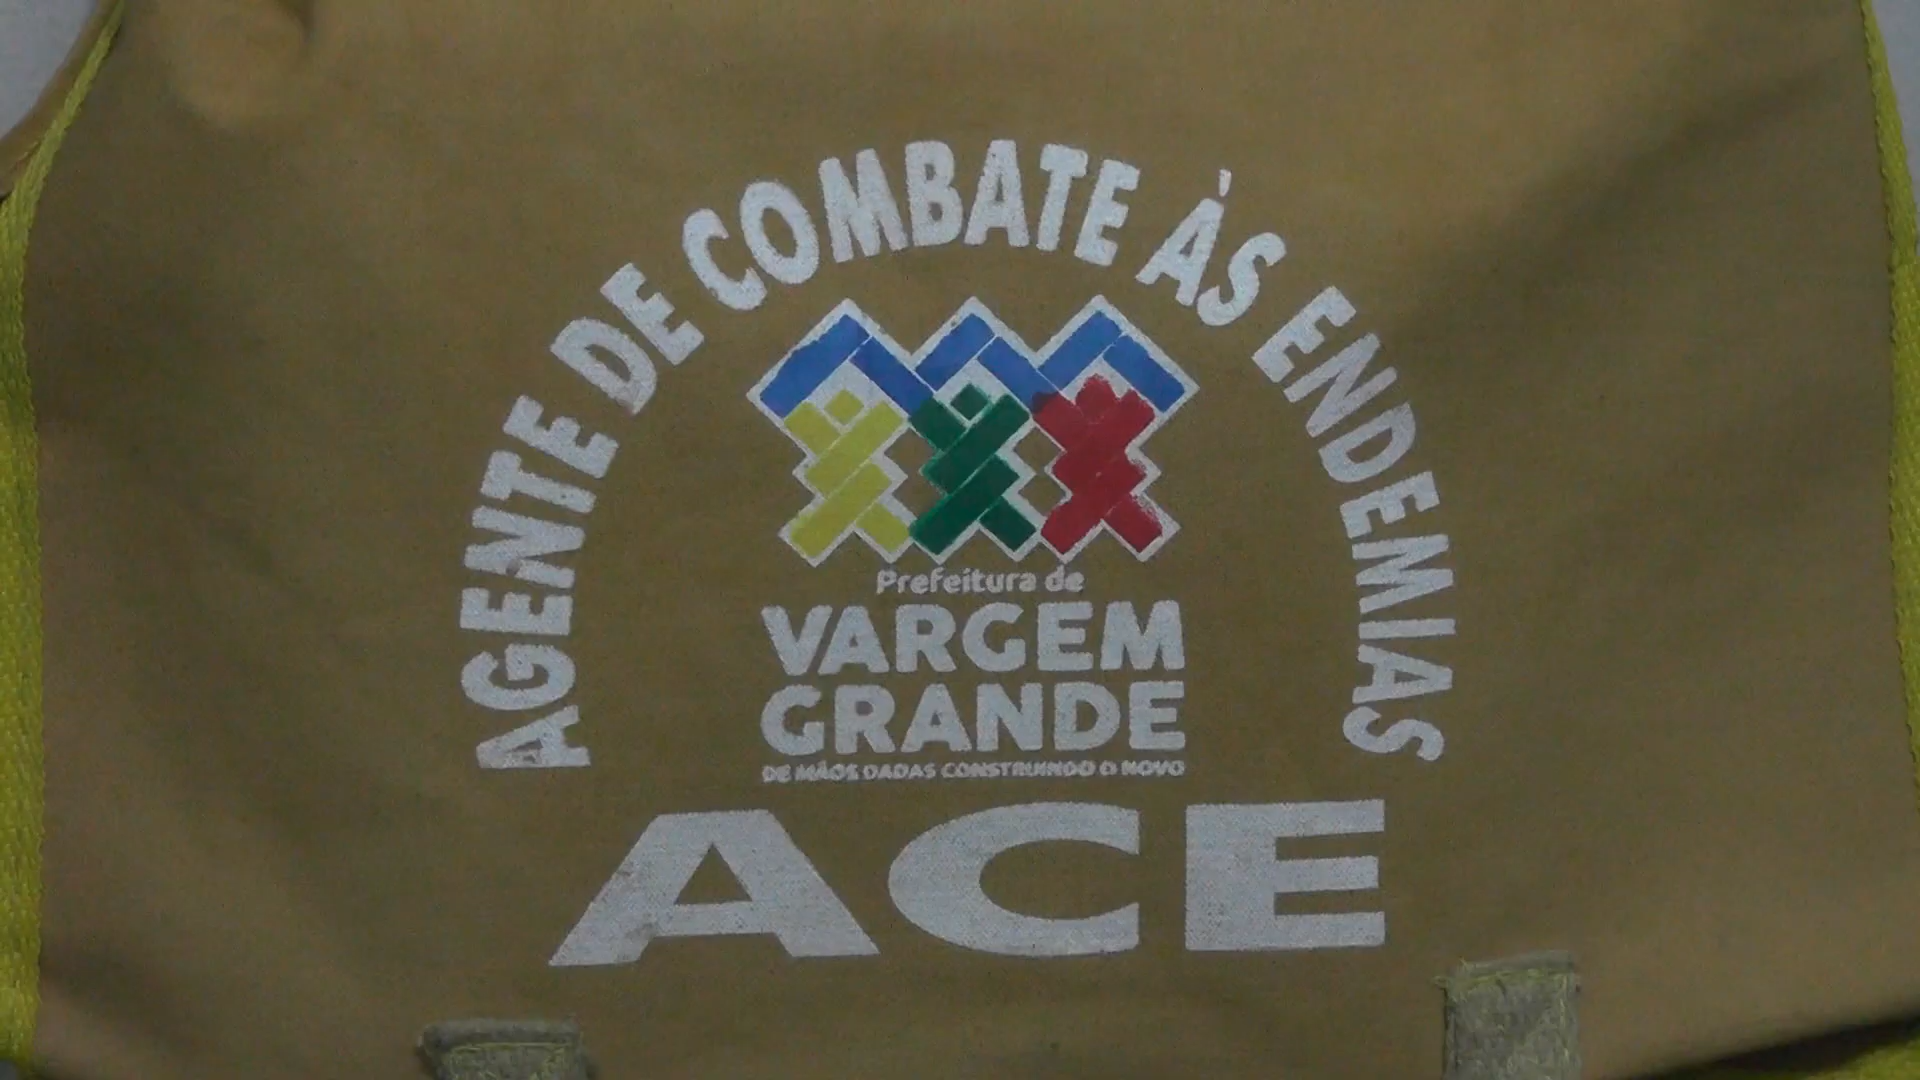 AGENTE DE COMBATE ÀS ENDEMIAS
Prefeitura de
VARGEM
GRANDE
DE MÃOS DADAS CONSTRUINDO O NOVO
ACE